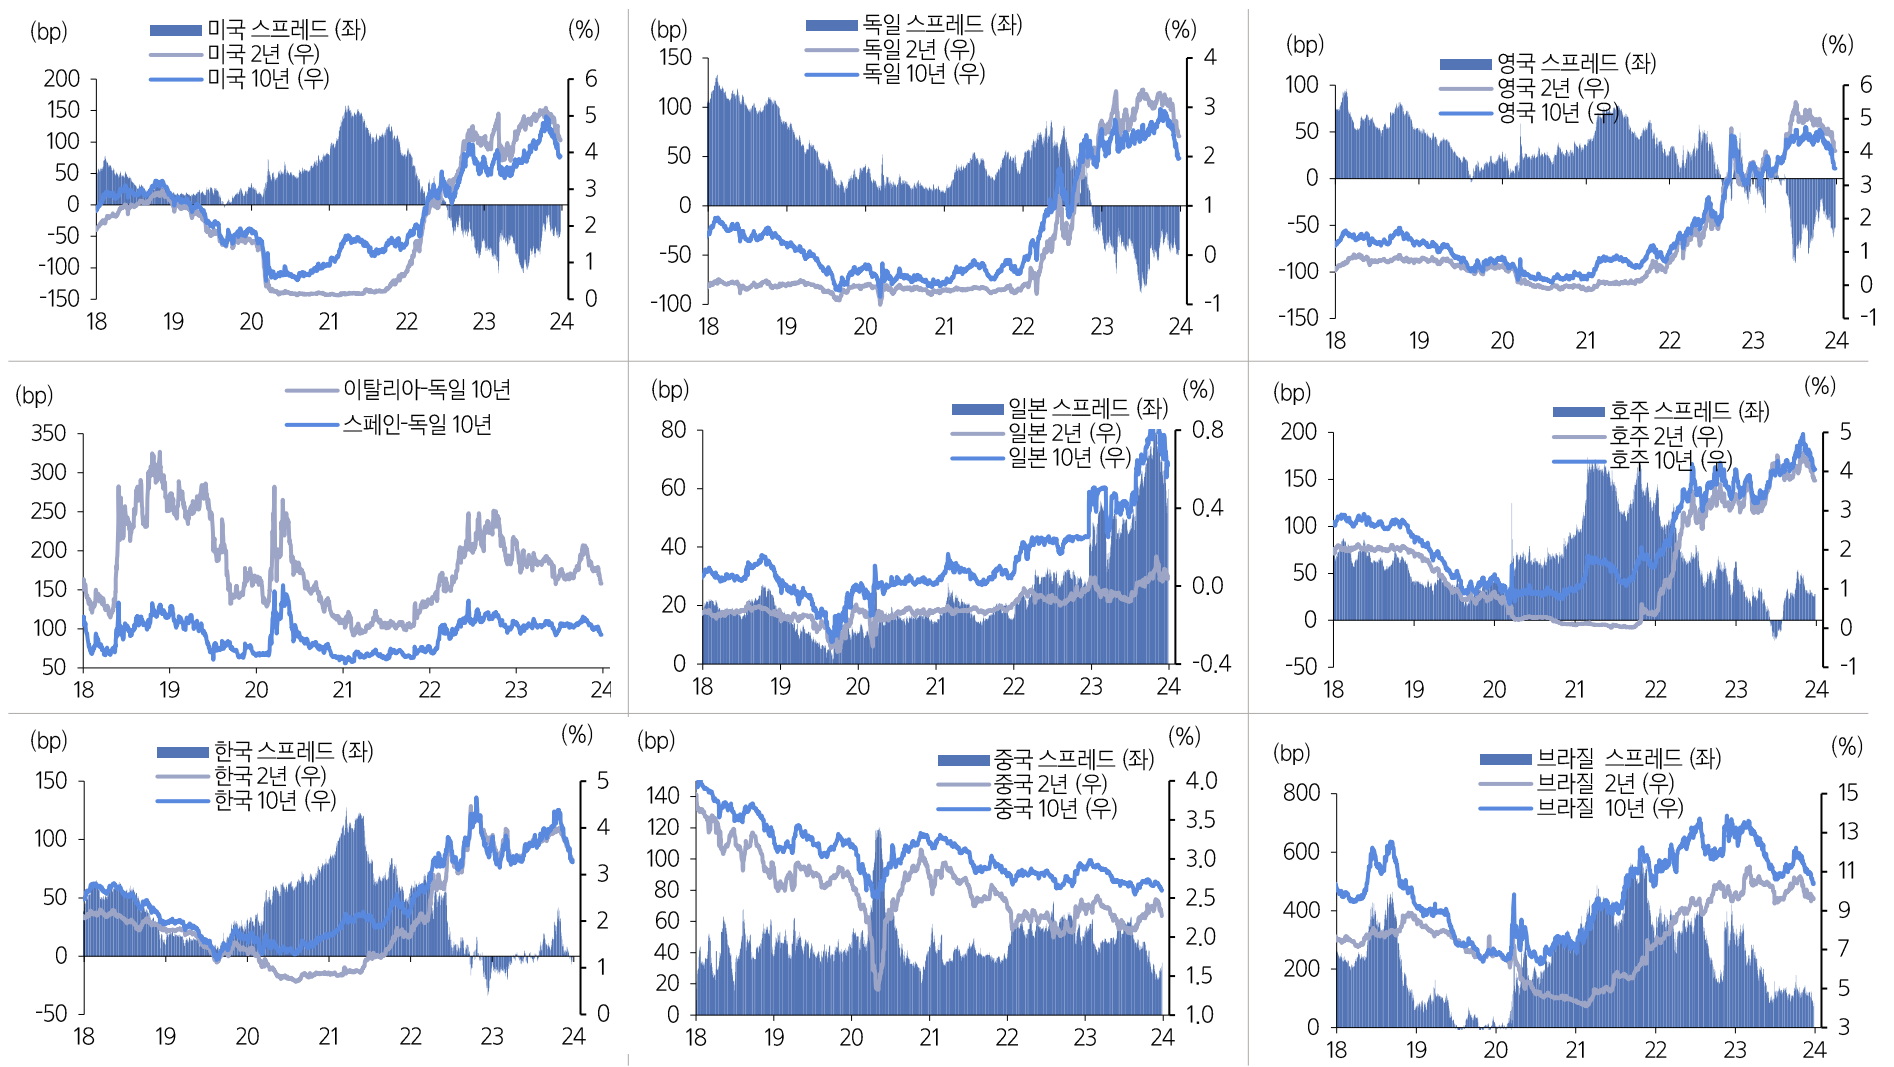 (bp)
(%)
미국 스프레드 (좌)
미국 2년 (우)
미국 10년 (우)
200
150
100
50
0
-50
-100
-150
6
5
4
3
2
1
0
18 19 20 21 22 23 24
(bp)
(%)
독일 스프레드 (좌)
독일 2년 (우)
독일 10년 (우)
150
100
50
0
-50
-100
4
3
2
1
0
-1
18 19 20 21 22 23 24
(bp)
(%)
영국 스프레드 (좌)
영국 2년 (우)
영국 10년 (우)
100
50
0
-50
-100
-150
6
5
4
3
2
1
0
-1
18 19 20 21 22 23 24
(bp)
이탈리아-독일 10년
스페인-독일 10년
350
300
250
200
150
100
50
18 19 20 21 22 23 24
(bp)
(%)
일본 스프레드 (좌)
일본 2년 (우)
일본 10년 (우)
80
60
40
20
0
0.8
0.4
0.0
-0.4
18 19 20 21 22 23 24
(bp)
(%)
호주 스프레드 (좌)
호주 2년 (우)
호주 10년 (우)
200
150
100
50
0
-50
5
4
3
2
1
0
-1
18 19 20 21 22 23 24
(bp)
(%)
한국 스프레드 (좌)
한국 2년 (우)
한국 10년 (우)
150
100
50
0
-50
5
4
3
2
1
0
18 19 20 21 22 23 24
(bp)
(%)
중국 스프레드 (좌)
중국 2년 (우)
중국 10년 (우)
140
120
100
80
60
40
20
0
4.0
3.5
3.0
2.5
2.0
1.5
1.0
18 19 20 21 22 23 24
(bp)
(%)
브라질 스프레드 (좌)
브라질 2년 (우)
브라질 10년 (우)
800
600
400
200
0
15
13
11
9
7
5
3
18 19 20 21 22 23 24